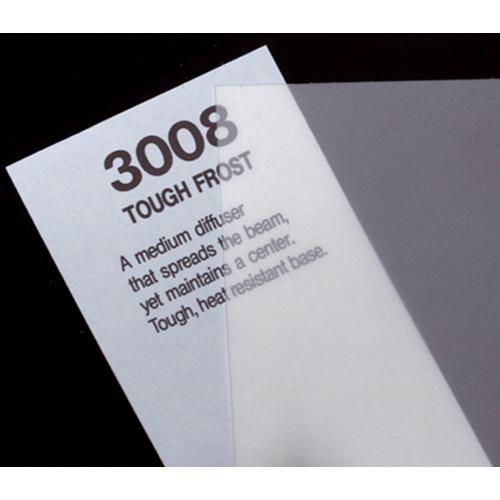 3008
TOUGH FROST
A medium diffuser
that spreads the beam,
yet maintains a center.
Tough, heat resistant base.